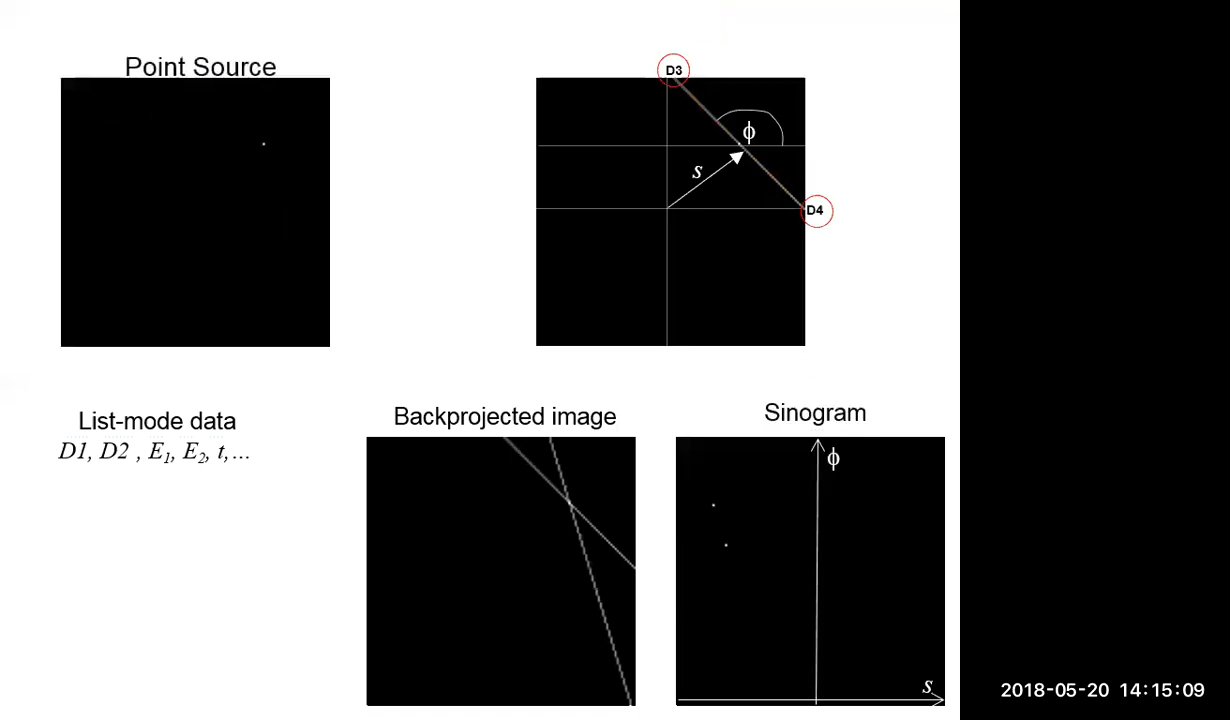 Point Source
D3
ϕ
s
D4
List-mode data
D1, D2 , E1, E2, t,...
Backprojected image
Sinogram
ϕ
s
2018-05-20 14:15:09